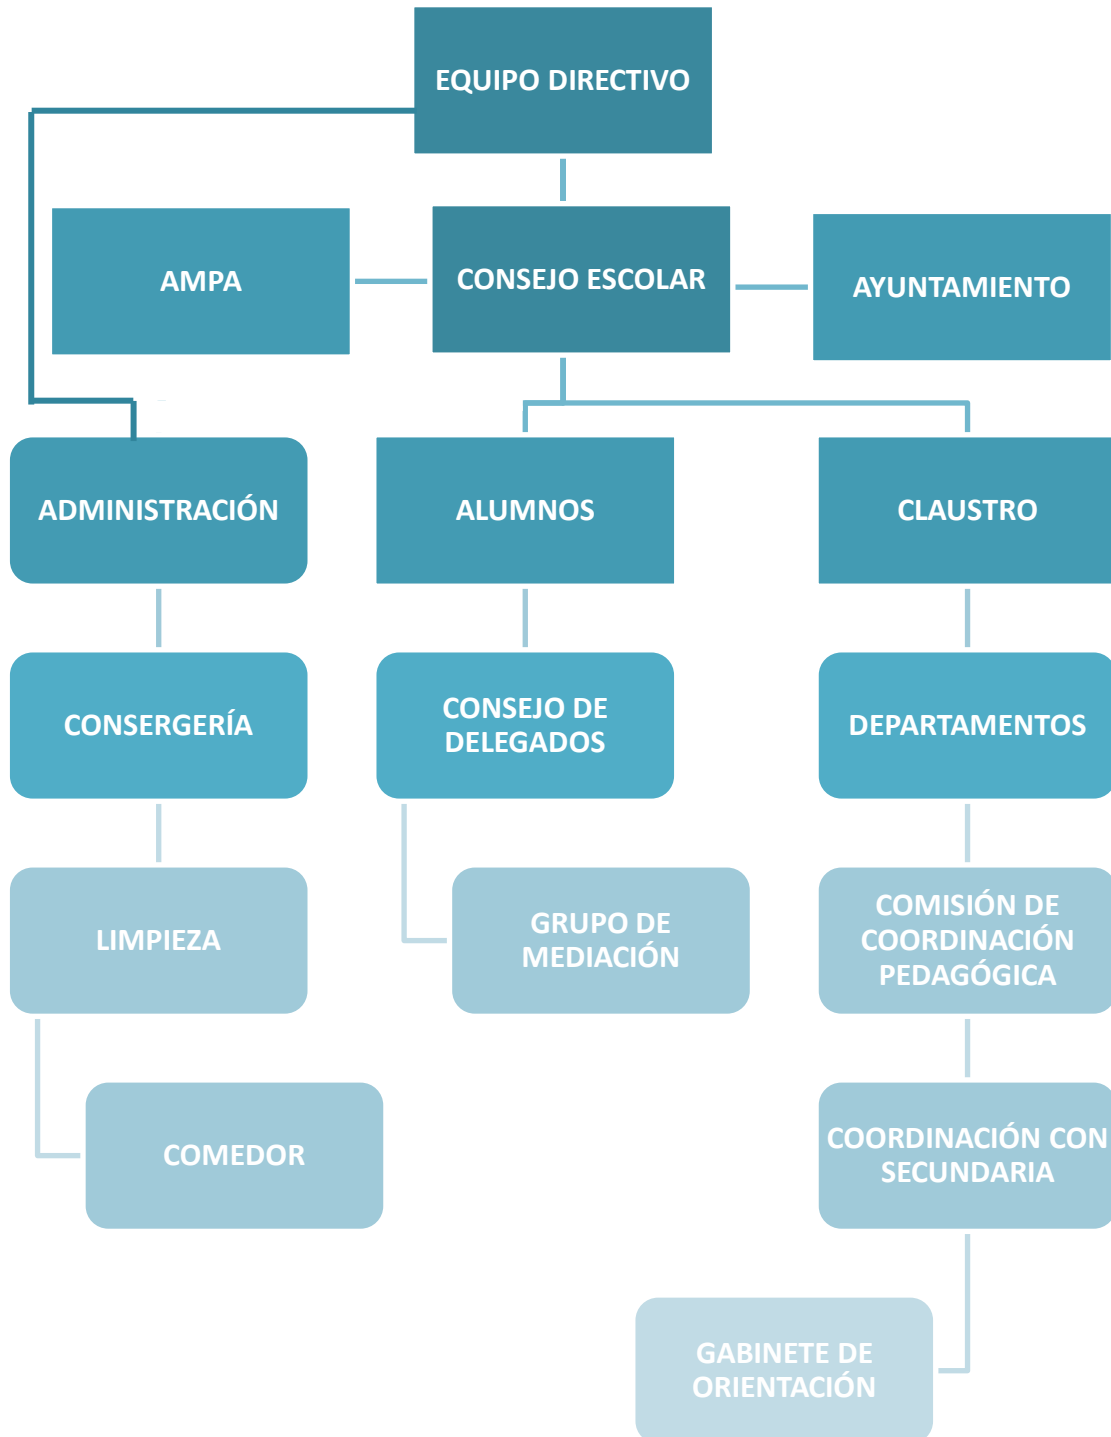 EQUIPO DIRECTIVO
AMPA
CONSEJO ESCOLAR
AYUNTAMIENTO
ADMINISTRACIÓN
ALUMNOS
CLAUSTRO
CONSERGERÍA
CONSEJO DE
DELEGADOS
DEPARTAMENTOS
LIMPIEZA
GRUPO DE
MEDIACIÓN
COMISIÓN DE
COORDINACIÓN
PEDAGÓGICA
COMEDOR
COORDINACIÓN CON
SECUNDARIA
GABINETE DE
ORIENTACIÓN